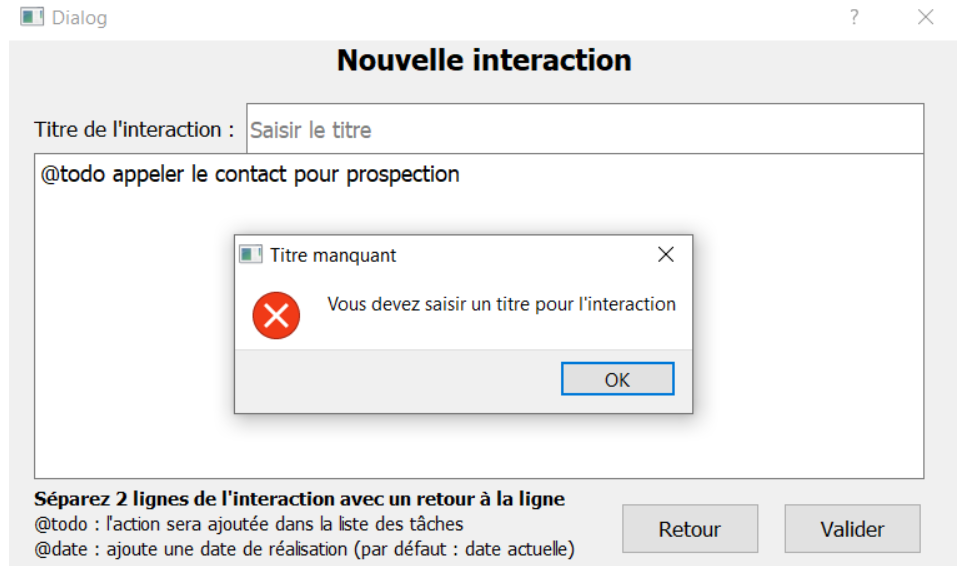 Dialog
Nouvelle interaction
Titre de l'interaction : Saisir le titre
@todo appeler le contact pour prospection
Titre manquant
Vous devez saisir un titre pour l'interaction
OK
Séparez 2 lignes de l'interaction avec un retour à la ligne
@todo : l'action sera ajoutée dans la liste des tâches
@date : ajoute une date de réalisation (par défaut : date actuelle)
Retour Valider